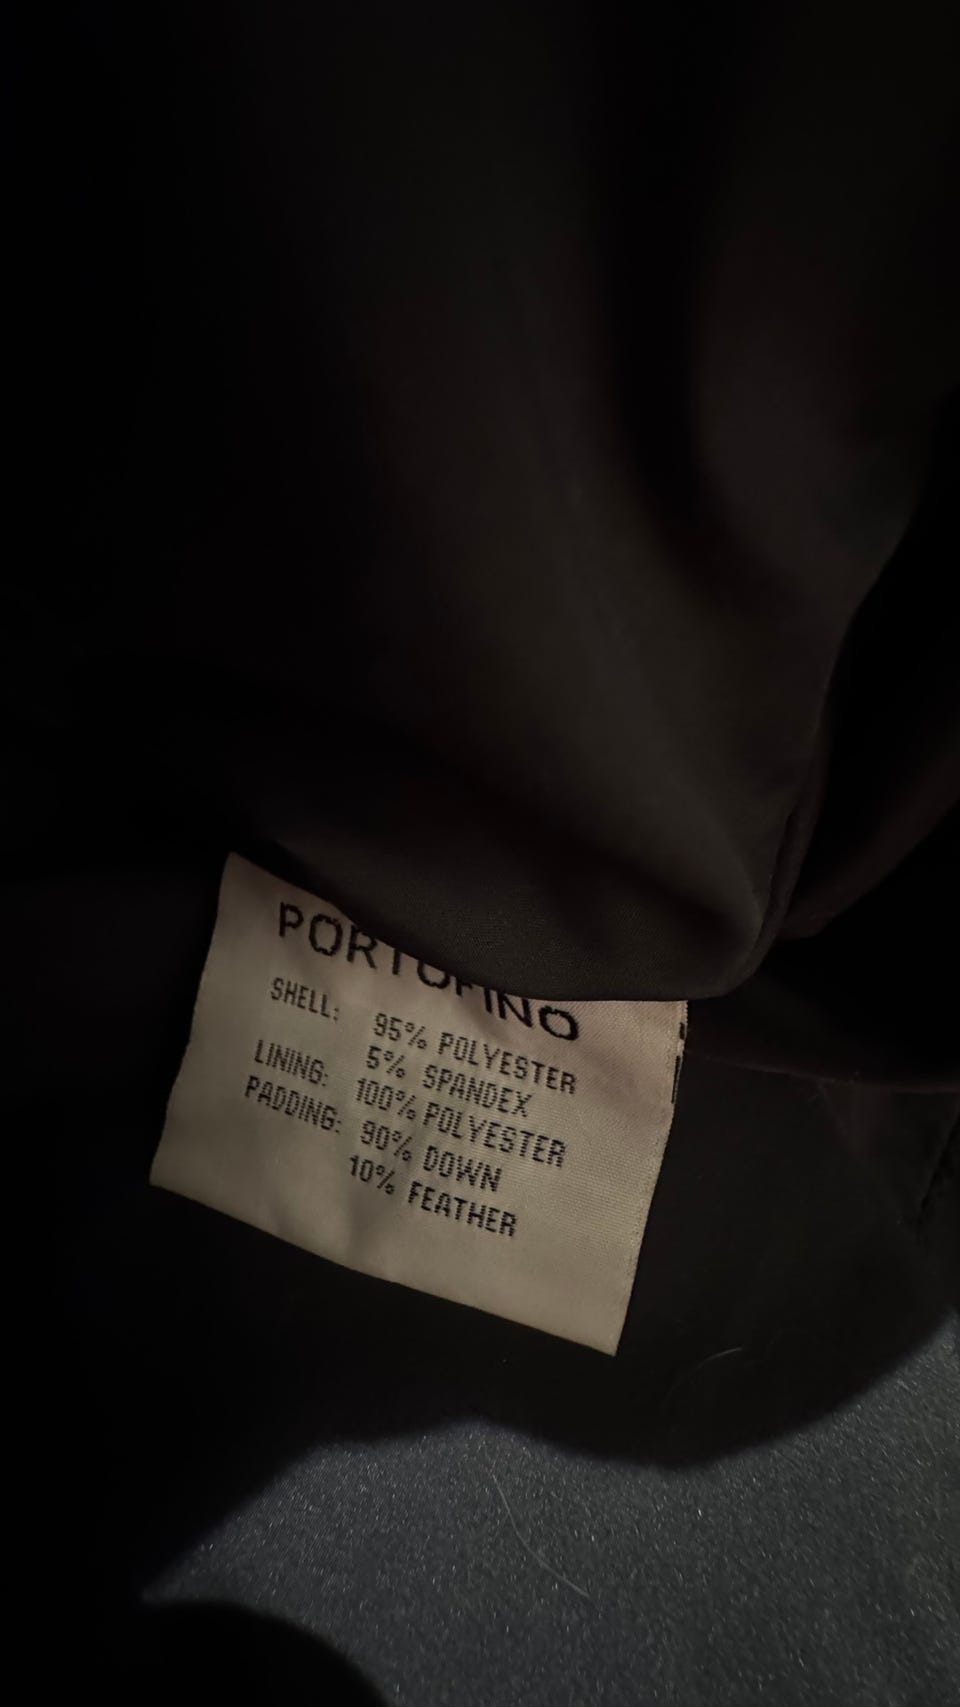 PORTOFINO
SHELL: 95% POLYESTER
5% SPANDEX
LINING: 100% POLYESTER
PADDING: 90% DOWN
10% FEATHER